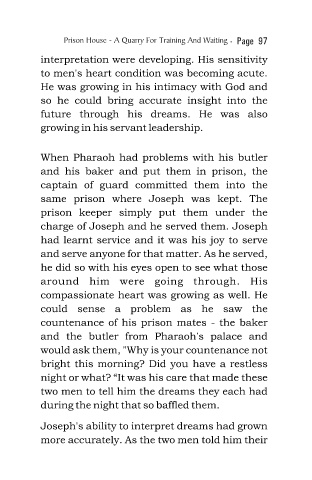 Prison House - A Quarry For Training And Waiting • Page 97
interpretation were developing. His sensitivity
to men's heart condition was becoming acute.
He was growing in his intimacy with God and
so he could bring accurate insight into the
future through his dreams. He was also
growing in his servant leadership.
When Pharaoh had problems with his butler
and his baker and put them in prison, the
captain of guard committed them into the
same prison where Joseph was kept. The
prison keeper simply put them under the
charge of Joseph and he served them. Joseph
had learnt service and it was his joy to serve
and serve anyone for that matter. As he served,
he did so with his eyes open to see what those
around him were going through. His
compassionate heart was growing as well. He
could sense a problem as he saw the
countenance of his prison mates - the baker
and the butler from Pharaoh's palace and
would ask them, "Why is your countenance not
bright this morning? Did you have a restless
night or what? “It was his care that made these
two men to tell him the dreams they each had
during the night that so baffled them.
Joseph's ability to interpret dreams had grown
more accurately. As the two men told him their